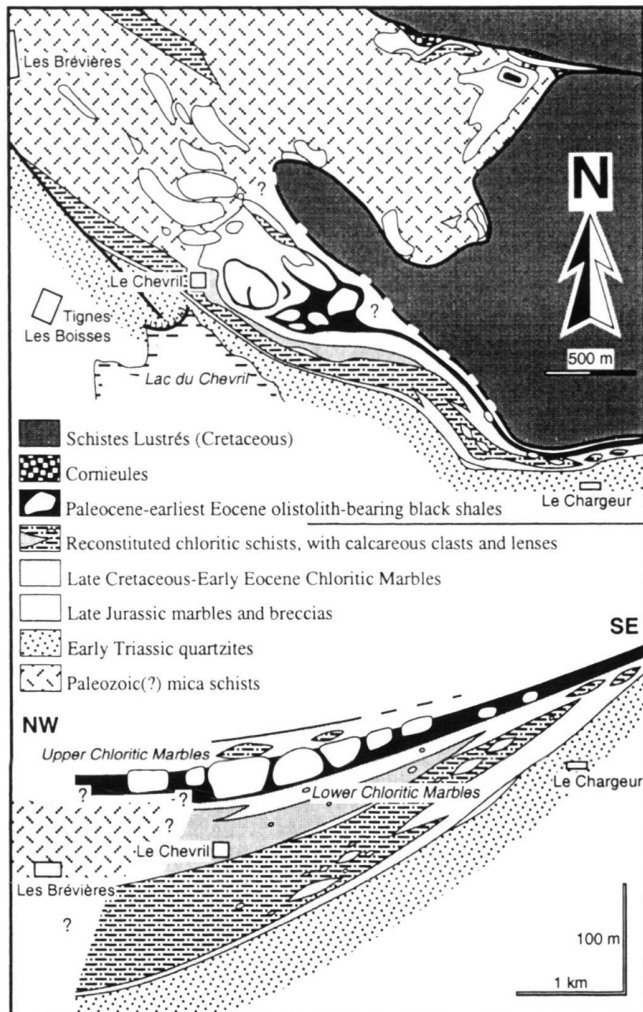 Les Brévières
N
Le Chevril
?
?
Tignes
Les Boisses
500 m
Lac du Chevril
Schistes Lustrés (Cretaceous)
Cornieules
Le Chargeur
Paleocene-earliest Eocene olistolith-bearing black shales
Reconstituted chloritic schists, with calcareous clasts and lenses
Late Cretaceous-Early Eocene Chloritic Marbles
Late Jurassic marbles and breccias
SE
Early Triassic quartzites
Paleozoic(?) mica schists
NW
Upper Chloritic Marbles
?
?
Lower Chloritic Marbles
Le Chargeur
?
Le Chevril
Les Brévières
?
100 m
1 km